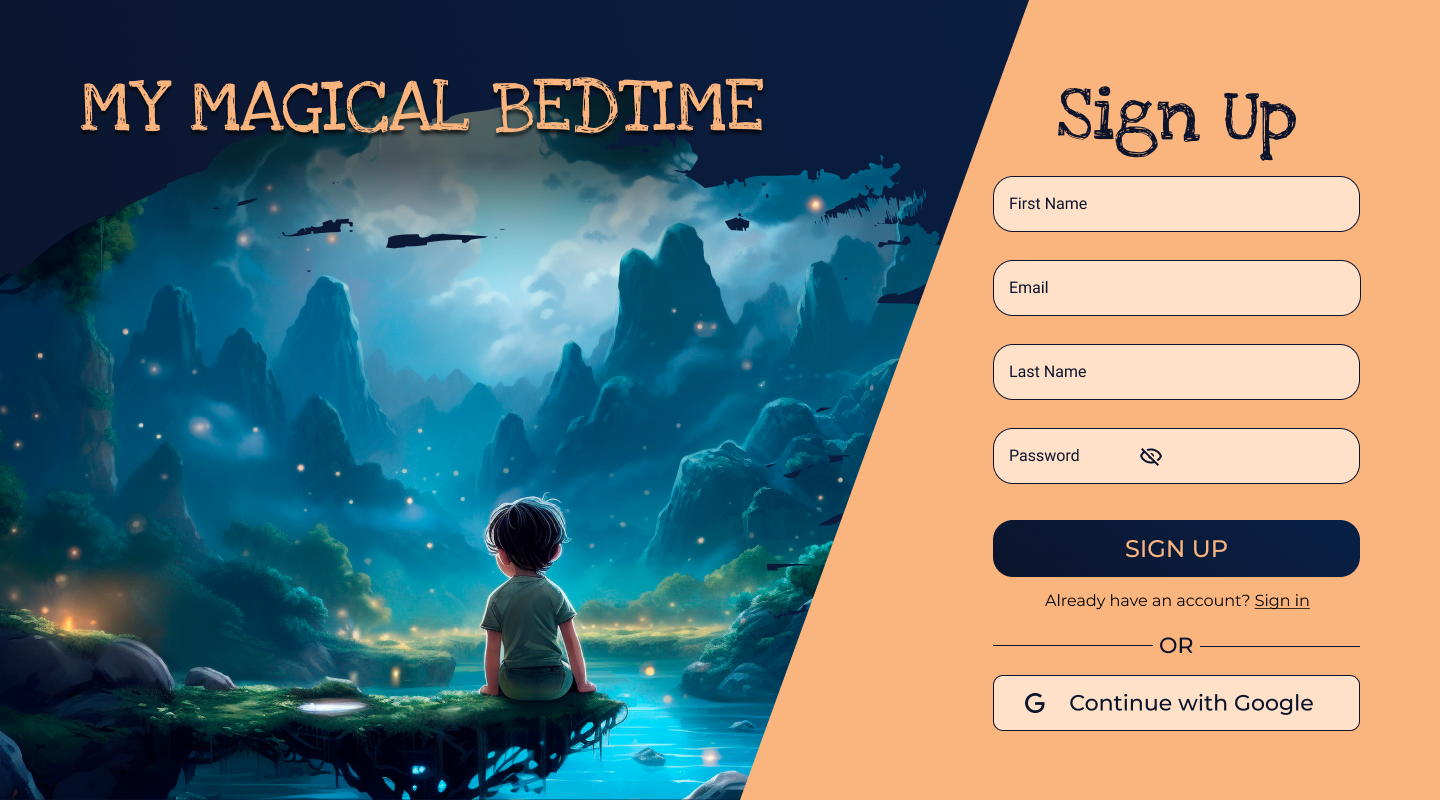 MY MAGICAL BEDTIME
Sign Up
First Name
Email
Last Name
Password
SIGN UP
Already have an account? Sign in
OR
G Continue with Google